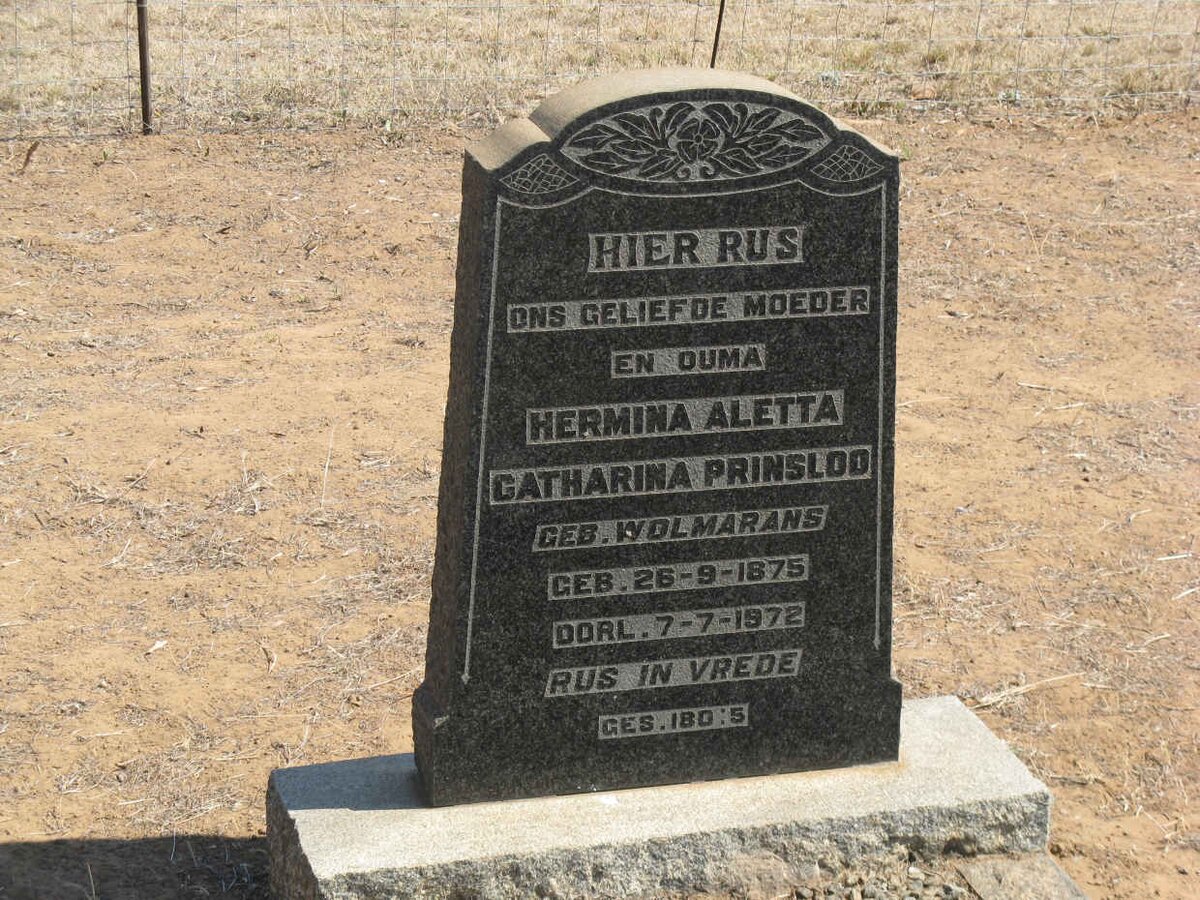 HIER RUS
ONS GELIEFDE MOEDER
EN OUMA
HERMINA ALETTA
CATHARINA PRINSLOO
GEB. WOLMARANS
GEB. 26-9-1875
OORL. 7-7-1972
RUS IN VREDE
GES. 180:5